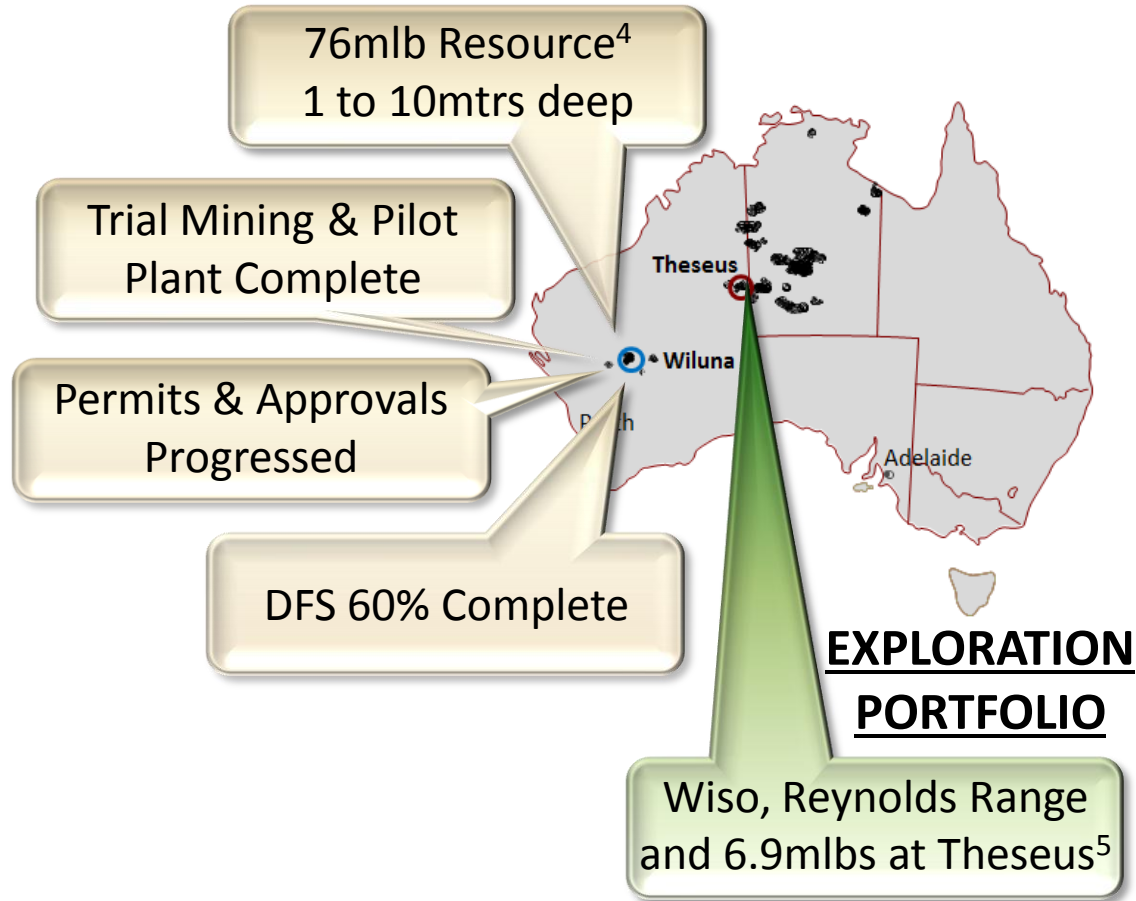 76mlb Resource⁴
1 to 10mtrs deep
Trial Mining & Pilot
Plant Complete
Theseus
Wiluna
Permits & Approvals
Progressed
Adelaide
DFS 60% Complete
EXPLORATION
PORTFOLIO
Wiso, Reynolds Range
and 6.9mlbs at Theseus⁵